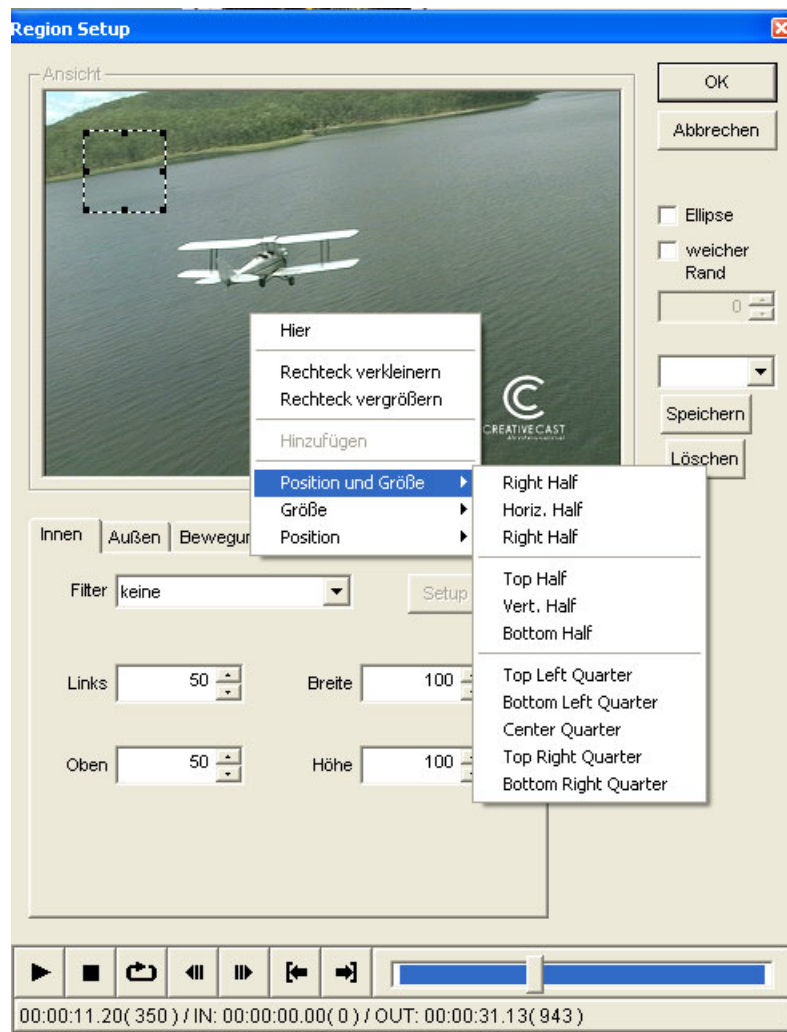 Region Setup
Ansicht
OK
Abbrechen
Ellipse
weicher
Rand
0
CREATIVE CAST
Speichern
Löschen
Hier
Rechteck verkleinern
Rechteck vergrößern
Hinzufügen
Position und Größe
Größe
Position
Right Half
Horiz. Half
Right Half
Top Half
Vert. Half
Bottom Half
Top Left Quarter
Bottom Left Quarter
Center Quarter
Top Right Quarter
Bottom Right Quarter
Innen Außen Bewegun
Filter keine Setup
Links 50 Breite 100
Oben 50 Höhe 100
00:00:11.20( 350 ) / IN: 00:00:00.00( 0 ) / OUT: 00:00:31.13( 943 )